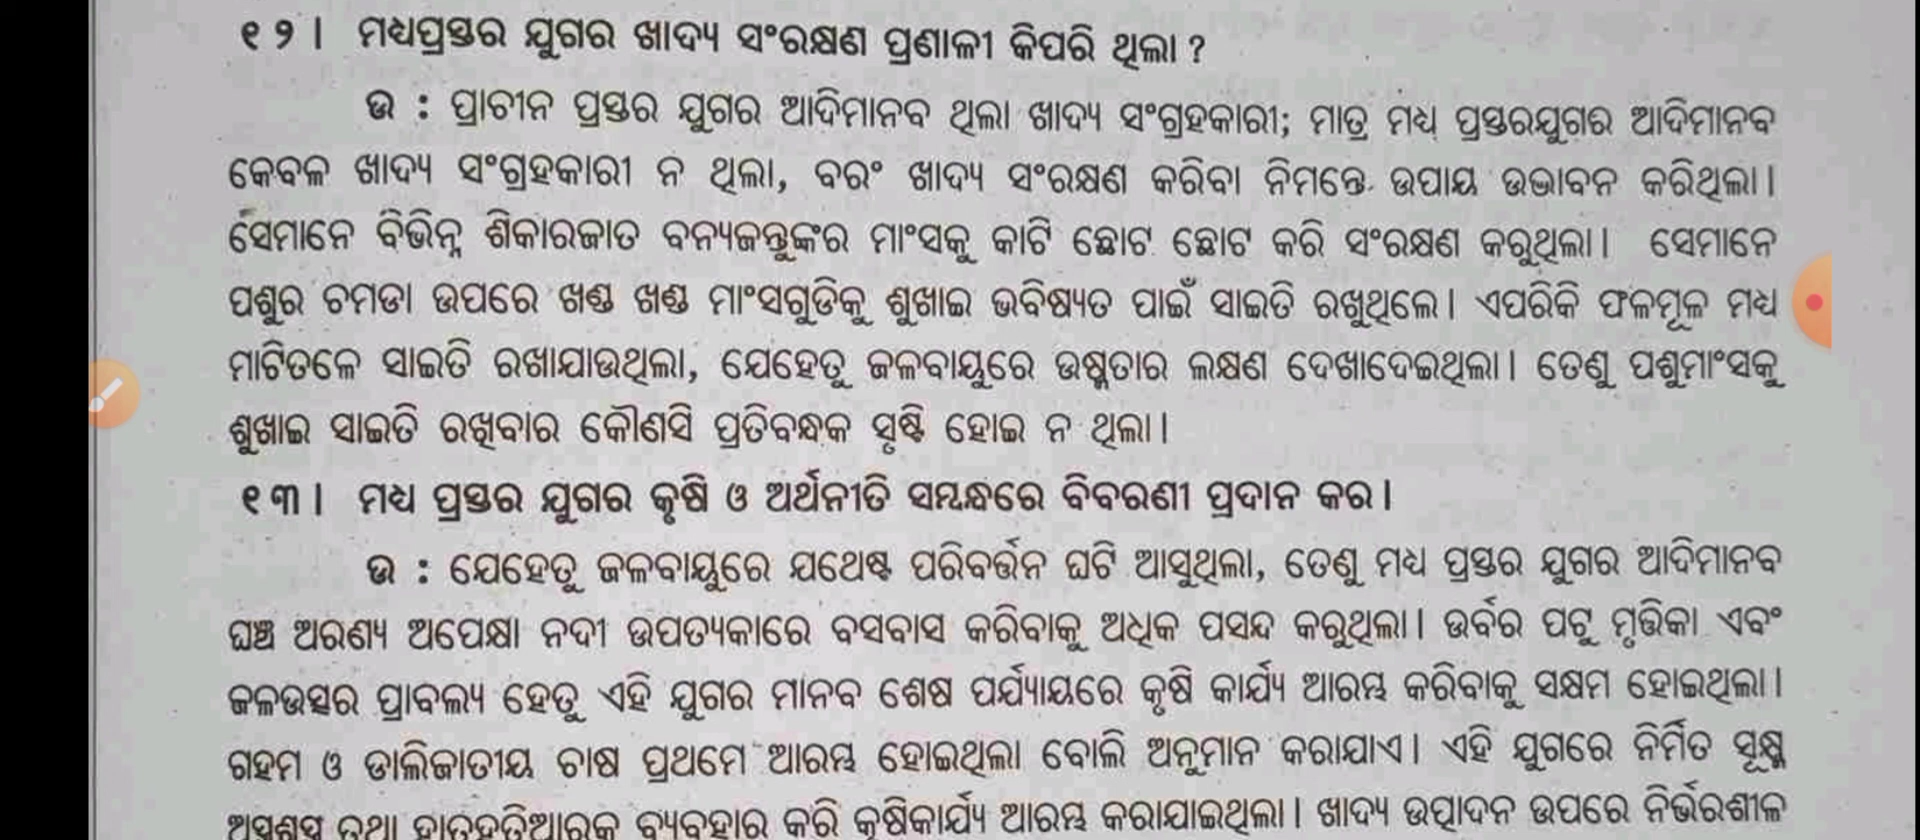 ୧୨। ମଧ୍ୟପ୍ରସ୍ତର ଯୁଗର ଖାଦ୍ୟ ସଂରକ୍ଷଣ ପ୍ରଣାଳୀ କିପରି ଥିଲା ?
ଉ : ପ୍ରାଚୀନ ପ୍ରସ୍ତର ଯୁଗର ଆଦିମାନବ ଥିଲା ଖାଦ୍ୟ ସଂଗ୍ରହକାରୀ; ମାତ୍ର ମଧ୍ୟ ପ୍ରସ୍ତରଯୁଗର ଆଦିମାନବ
କେବଳ ଖାଦ୍ୟ ସଂଗ୍ରହକାରୀ ନ ଥିଲା, ବରଂ ଖାଦ୍ୟ ସଂରକ୍ଷଣ କରିବା ନିମନ୍ତେ ଉପାୟ ଉଦ୍ଭାବନ କରିଥିଲା।
ସେମାନେ ବିଭିନ୍ନ ଶିକାରଜାତ ବନ୍ୟଜନ୍ତୁଙ୍କର ମାଂସକୁ କାଟି ଛୋଟ ଛୋଟ କରି ସଂରକ୍ଷଣ କରୁଥିଲା। ସେମାନେ
ପଶୁର ଚମଡା ଉପରେ ଖଣ୍ଡ ଖଣ୍ଡ ମାଂସଗୁଡିକୁ ଶୁଖାଇ ଭବିଷ୍ୟତ ପାଇଁ ସାଇତି ରଖୁଥିଲେ। ଏପରିକି ଫଳମୂଳ ମଧ୍ୟ
ମାଟିତଳେ ସାଇତି ରଖାଯାଉଥିଲା, ଯେହେତୁ ଜଳବାୟୁରେ ଉଷ୍ଣତାର ଲକ୍ଷଣ ଦେଖାଦେଇଥିଲା। ତେଣୁ ପଶୁମାଂସକୁ
ଶୁଖାଇ ସାଇତି ରଖିବାର କୌଣସି ପ୍ରତିବନ୍ଧକ ସୃଷ୍ଟି ହୋଇ ନ ଥିଲା।
୧୩। ମଧ୍ୟ ପ୍ରସ୍ତର ଯୁଗର କୃଷି ଓ ଅର୍ଥନୀତି ସମ୍ବନ୍ଧରେ ବିବରଣୀ ପ୍ରଦାନ କର।
ଉ : ଯେହେତୁ ଜଳବାୟୁରେ ଯଥେଷ୍ଟ ପରିବର୍ତ୍ତନ ଘଟି ଆସୁଥିଲା, ତେଣୁ ମଧ୍ୟ ପ୍ରସ୍ତର ଯୁଗର ଆଦିମାନବ
ଘଞ୍ଚ ଅରଣ୍ୟ ଅପେକ୍ଷା ନଦୀ ଉପତ୍ୟକାରେ ବସବାସ କରିବାକୁ ଅଧିକ ପସନ୍ଦ କରୁଥିଲା। ଉର୍ବର ପଟୁ ମୃତ୍ତିକା ଏବଂ
ଜଳଉତ୍ସର ପ୍ରାବଲ୍ୟ ହେତୁ ଏହି ଯୁଗର ମାନବ ଶେଷ ପର୍ଯ୍ୟାୟରେ କୃଷି କାର୍ଯ୍ୟ ଆରମ୍ଭ କରିବାକୁ ସକ୍ଷମ ହୋଇଥିଲା।
ଗହମ ଓ ଡାଲିଜାତୀୟ ଚାଷ ପ୍ରଥମେ ଆରମ୍ଭ ହୋଇଥିଲା ବୋଲି ଅନୁମାନ କରାଯାଏ। ଏହି ଯୁଗରେ ନିର୍ମିତ ସୂକ୍ଷ୍ମ
ଅସ୍ତ୍ରଶସ୍ତ୍ର ତଥା ହାତହତିଆରକୁ ବ୍ୟବହାର କରି କୃଷିକାର୍ଯ୍ୟ ଆରମ୍ଭ କରାଯାଇଥିଲା। ଖାଦ୍ୟ ଉତ୍ପାଦନ ଉପରେ ନିର୍ଭରଶୀଳ